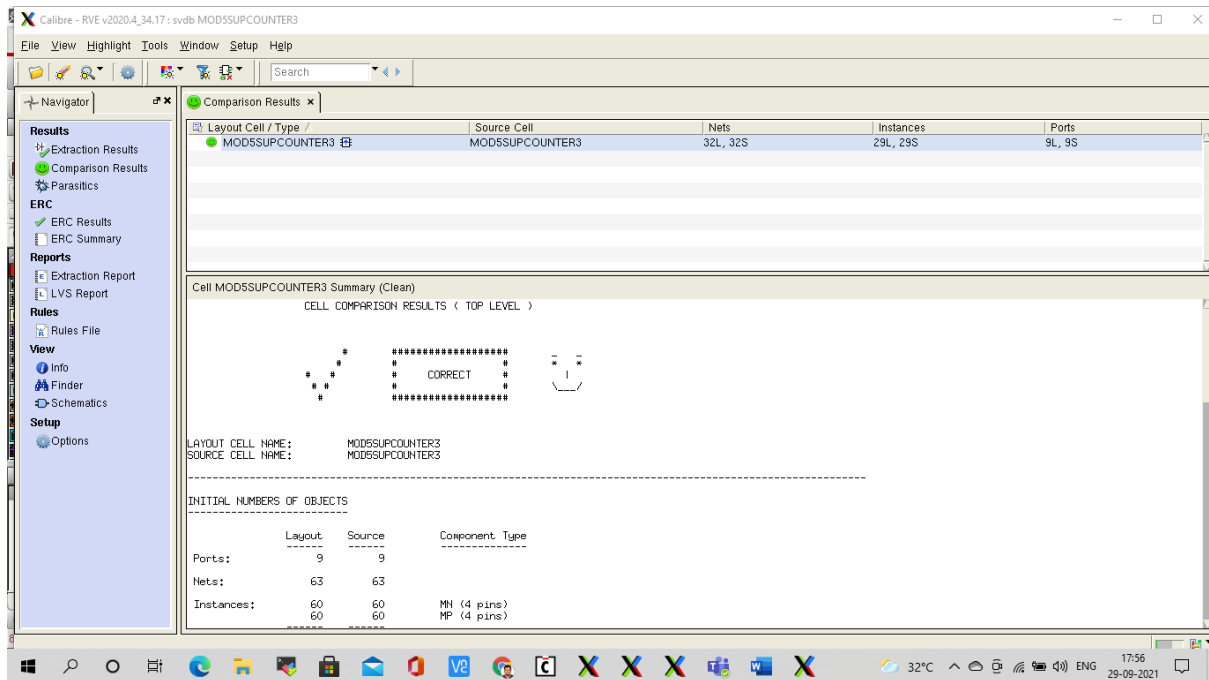 Calibre - RVE v2020.4_34.17 : svdb MOD5SUPCOUNTER3
File View Highlight Tools Window Setup Help
Search
Navigator
Results
Extraction Results
Comparison Results
Parasitics
ERC
ERC Results
ERC Summary
Reports
Extraction Report
LVS Report
Rules
Rules File
View
Info
Finder
Schematics
Setup
Options
Comparison Results
Layout Cell / Type Source Cell Nets Instances Ports
MOD5SUPCOUNTER3 MOD5SUPCOUNTER3 32L, 32S 29L, 29S 9L, 9S
Cell MOD5SUPCOUNTER3 Summary (Clean)
CELL COMPARISON RESULTS ( TOP LEVEL )
CORRECT
LAYOUT CELL NAME: MOD5SUPCOUNTER3
SOURCE CELL NAME: MOD5SUPCOUNTER3
INITIAL NUMBERS OF OBJECTS
Layout Source Component Type
Ports: 9 9
Nets: 63 63
Instances: 60 60 MN (4 pins)
60 60 MP (4 pins)
32°C ENG 17:56
29-09-2021